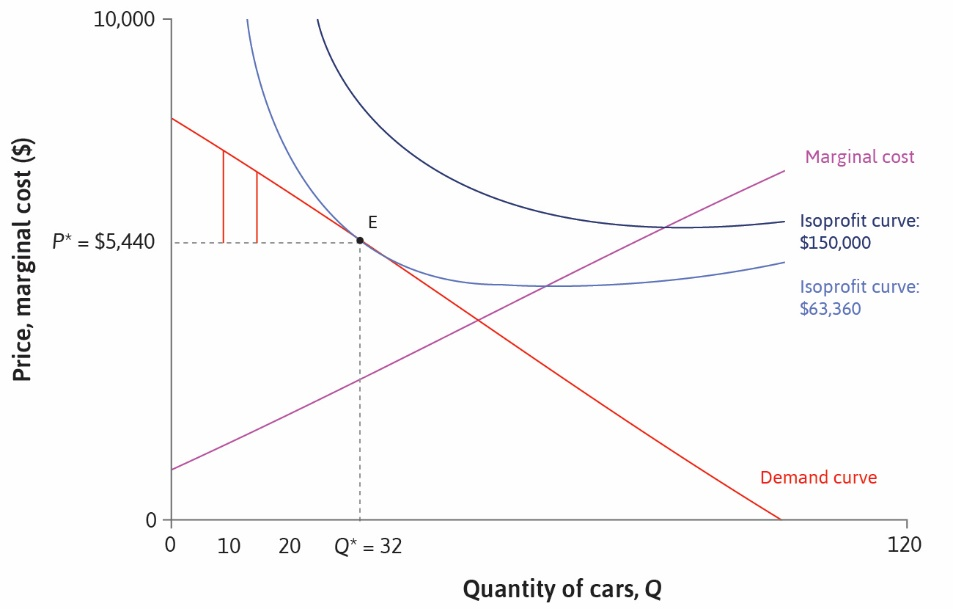 10,000
Price, marginal cost ($)
Marginal cost
E
Isoprofit curve:
$150,000
P* = $5,440
Isoprofit curve:
$63,360
Demand curve
0
0
10
20
Q* = 32
120
Quantity of cars, Q